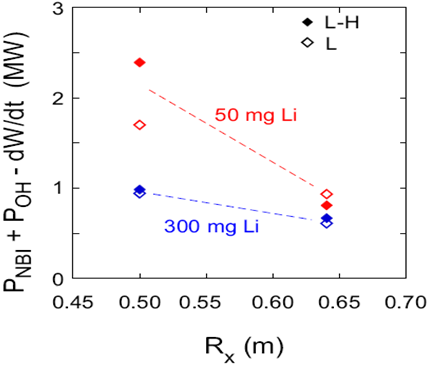 P_NBI + P_OH - dW/dt (MW)
3
2
1
0
L-H
L
50 mg Li
300 mg Li
0.45 0.50 0.55 0.60 0.65 0.70
R_x (m)